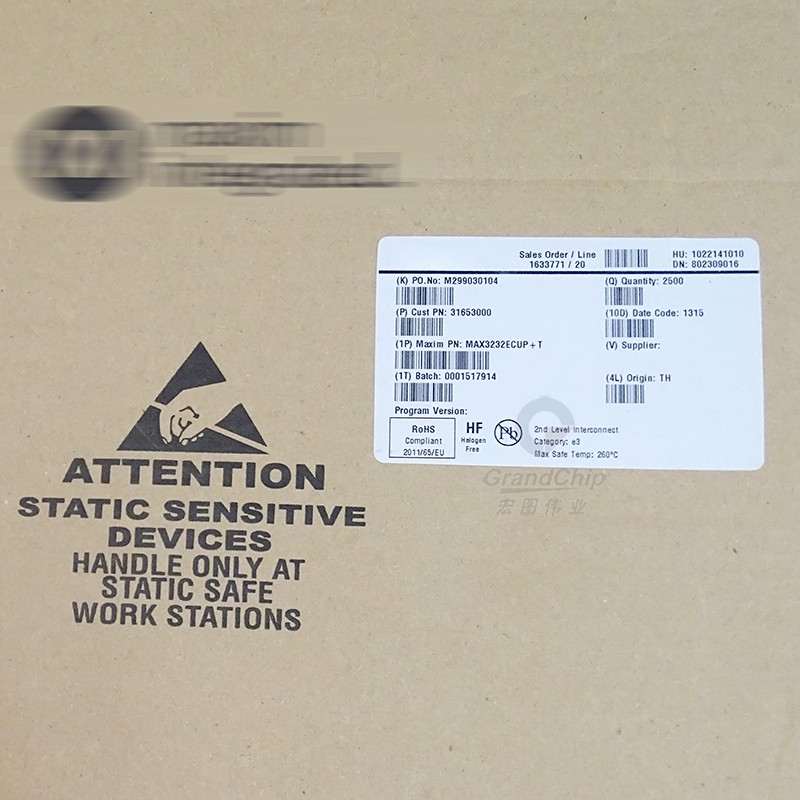 maxim
integrated
Sales Order / Line
1633771 / 20
HU: 1022141010
DN: 802309016
(K) PO.No: M299030104
(Q) Quantity: 2500
(P) Cust PN: 31653000
(10D) Date Code: 1315
(1P) Maxim PN: MAX3232ECUP+T
(V) Supplier:
(1T) Batch: 0001517914
(4L) Origin: TH
Program Version:
RoHS
Compliant
2011/65/EU
HF
Halogen
Free
Pb
2nd Level Interconnect
Category: e3
Max Safe Temp: 260°C
GrandChip
宏图伟业
ATTENTION
STATIC SENSITIVE
DEVICES
HANDLE ONLY AT
STATIC SAFE
WORK STATIONS